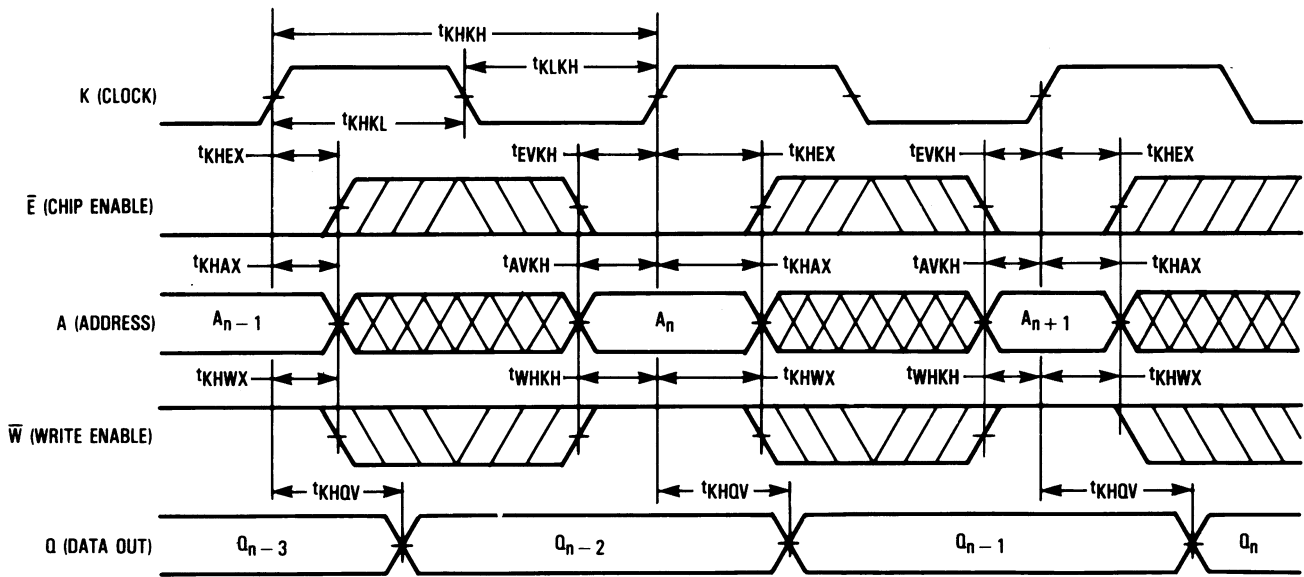 tKHKH
tKLKH
K (CLOCK)
tKHKL
tKHEX tEVKH tKHEX tEVKH tKHEX
E̅ (CHIP ENABLE)
tKHAX tAVKH tKHAX tAVKH tKHAX
A (ADDRESS) An − 1 An An + 1
tKHWX tWHKH tKHWX tWHKH tKHWX
W̅ (WRITE ENABLE)
tKHQV tKHQV tKHQV
Q (DATA OUT) Qn − 3 Qn − 2 Qn − 1 Qn